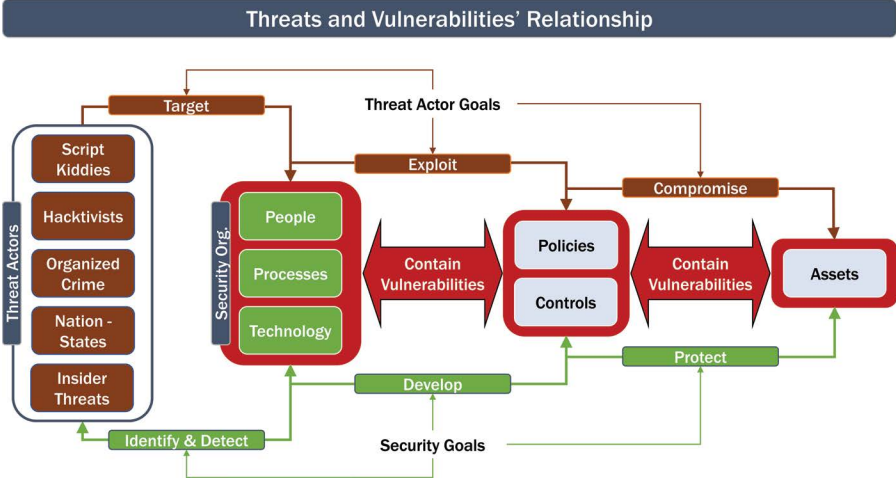 Threats and Vulnerabilities' Relationship
Target
Threat Actor Goals
Exploit
Compromise
Threat Actors
Script
Kiddies
Hacktivists
Organized
Crime
Nation -
States
Insider
Threats
Security Org.
People
Processes
Technology
Contain
Vulnerabilities
Policies
Controls
Contain
Vulnerabilities
Assets
Protect
Develop
Identify & Detect
Security Goals